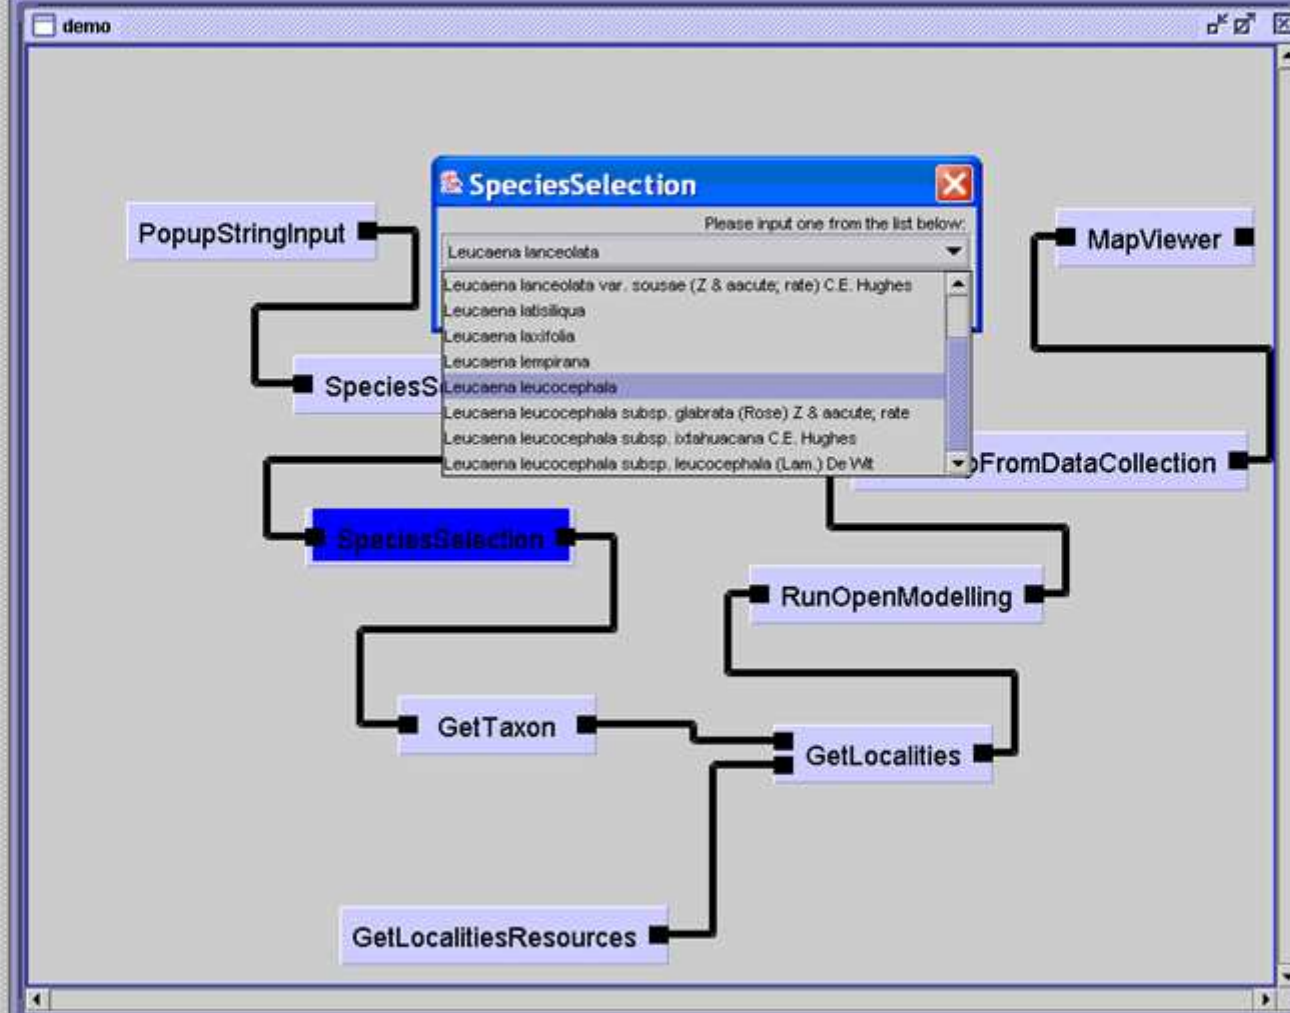 demo
SpeciesSelection
Please input one from the list below:
Leucaena lanceolata
Leucaena lanceolata var. sousae (Z & aacute; rate) C.E. Hughes
Leucaena latisiliqua
Leucaena laxifolia
Leucaena lempirana
Leucaena leucocephala
Leucaena leucocephala subsp. glabrata (Rose) Z & aacute; rate
Leucaena leucocephala subsp. ixtahuacana C.E. Hughes
Leucaena leucocephala subsp. leucocephala (Lam.) De Wit
PopupStringInput
MapViewer
SpeciesS
oFromDataCollection
SpeciesSelection
RunOpenModelling
GetTaxon
GetLocalities
GetLocalitiesResources